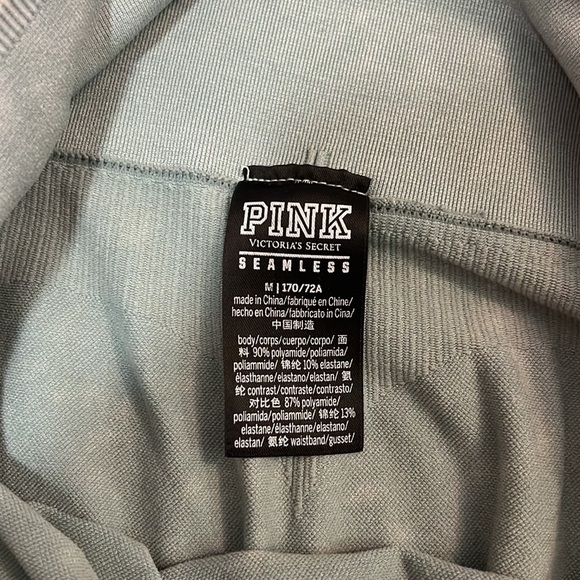 PINK
VICTORIA'S SECRET
SEAMLESS
M | 170/72A
made in China/fabriqué en Chine/
hecho en China/fabbricato in Cina/
中国制造
body/corps/cuerpo/corpo/ 面
料 90% polyamide/poliamida/
poliammide/ 锦纶 10% elastane/
élasthanne/elastano/elastan/ 氨
纶 contrast/contraste/contrasto/
对比色 87% polyamide/
poliamida/poliammide/ 锦纶 13%
elastane/élasthanne/elastano/
elastan/ 氨纶 waistband/gusset/